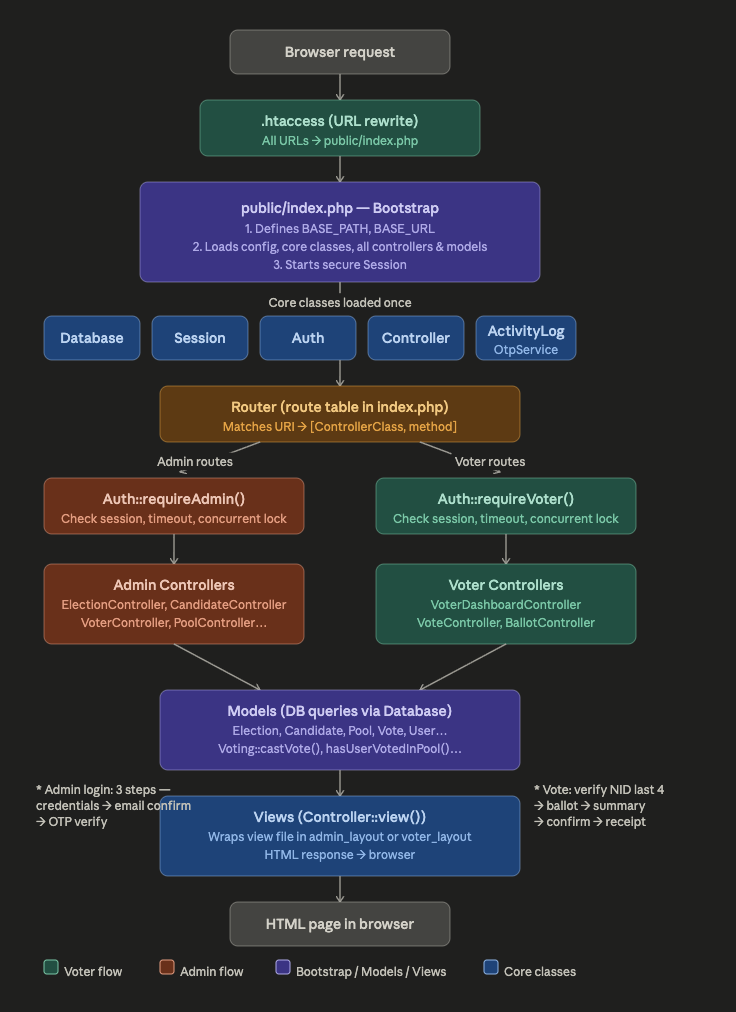 Browser request
.htaccess (URL rewrite)
All URLs → public/index.php
public/index.php — Bootstrap
1. Defines BASE_PATH, BASE_URL
2. Loads config, core classes, all controllers & models
3. Starts secure Session
Core classes loaded once
Database
Session
Auth
Controller
ActivityLog
OtpService
Router (route table in index.php)
Matches URI → [ControllerClass, method]
Admin routes
Voter routes
Auth::requireAdmin()
Check session, timeout, concurrent lock
Auth::requireVoter()
Check session, timeout, concurrent lock
Admin Controllers
ElectionController, CandidateController
VoterController, PoolController...
Voter Controllers
VoterDashboardController
VoteController, BallotController
Models (DB queries via Database)
Election, Candidate, Pool, Vote, User...
Voting::castVote(), hasUserVotedInPool()...
* Admin login: 3 steps —
credentials → email confirm
→ OTP verify
Views (Controller::view())
Wraps view file in admin_layout or voter_layout
HTML response → browser
* Vote: verify NID last 4
→ ballot → summary
→ confirm → receipt
HTML page in browser
Voter flow
Admin flow
Bootstrap / Models / Views
Core classes